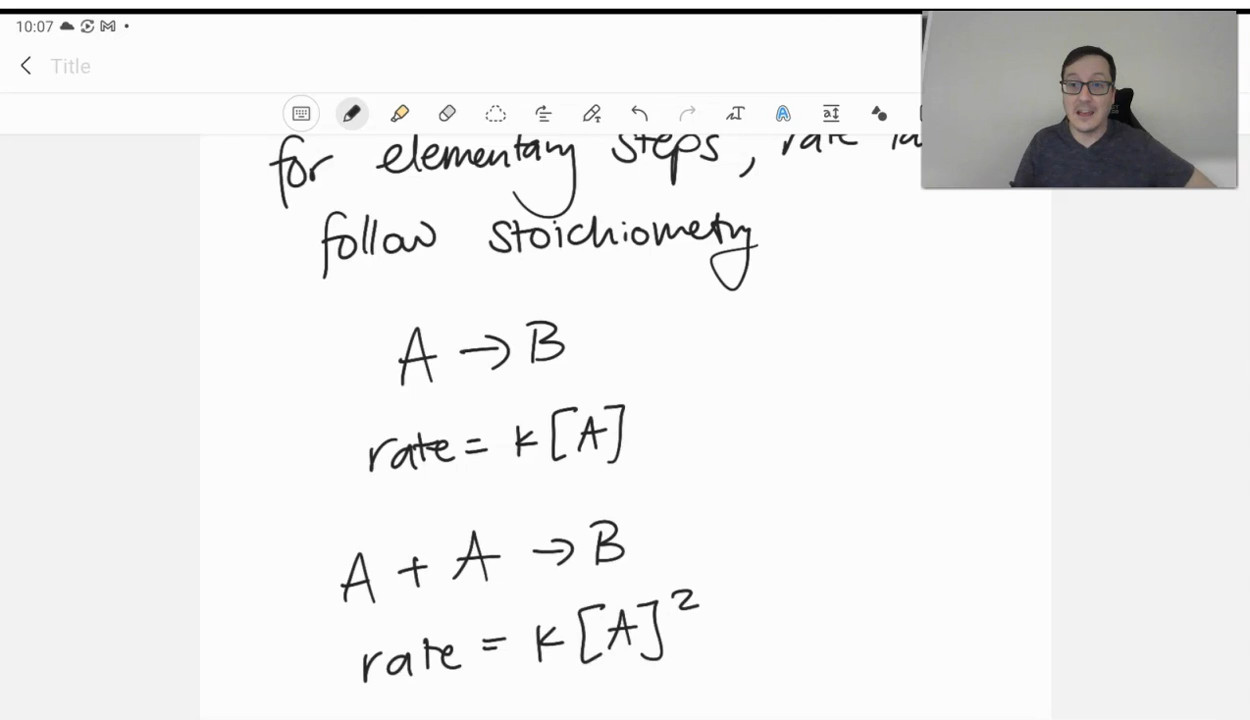 10:07
Title
for elementary steps, rate
follow stoichiometry
A → B
rate = k[A]
A + A → B
rate = k[A]²